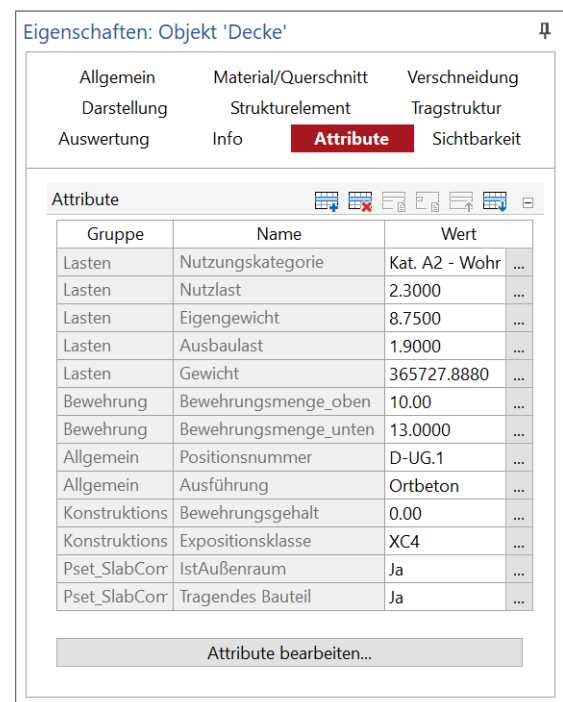 Eigenschaften: Objekt 'Decke'
Allgemein Material/Querschnitt Verschneidung
Darstellung Strukturelement Tragstruktur
Auswertung Info Attribute Sichtbarkeit
Attribute
Gruppe Name Wert
Lasten Nutzungskategorie Kat. A2 - Wohr ...
Lasten Nutzlast 2.3000 ...
Lasten Eigengewicht 8.7500 ...
Lasten Ausbaulast 1.9000 ...
Lasten Gewicht 365727.8880 ...
Bewehrung Bewehrungsmenge_oben 10.00 ...
Bewehrung Bewehrungsmenge_unten 13.0000 ...
Allgemein Positionsnummer D-UG.1 ...
Allgemein Ausführung Ortbeton ...
Konstruktions Bewehrungsgehalt 0.00 ...
Konstruktions Expositionsklasse XC4 ...
Pset_SlabCom IstAußenraum Ja ...
Pset_SlabCom Tragendes Bauteil Ja ...
Attribute bearbeiten...